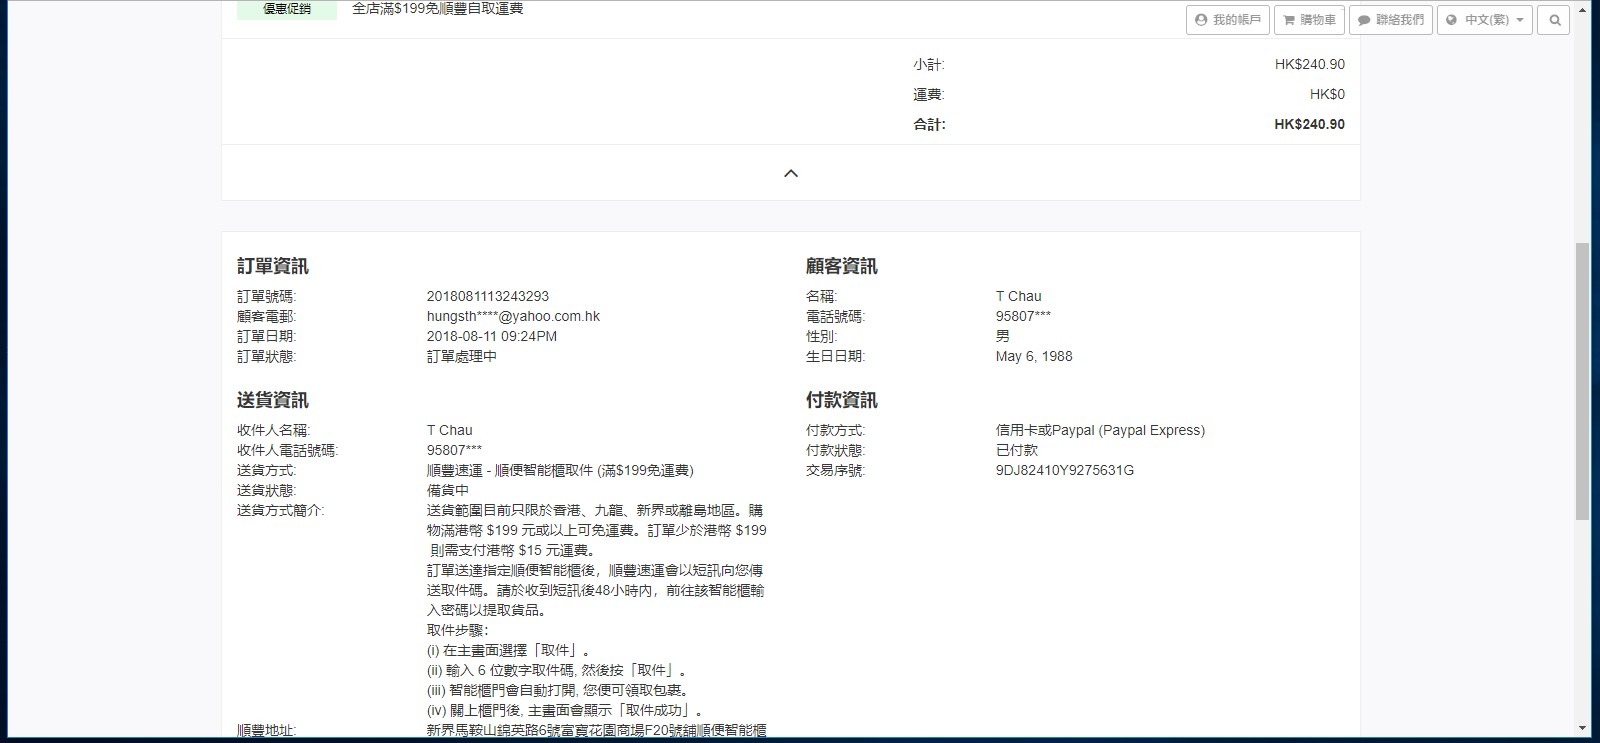 優惠促銷 全店滿$199免順豐自取運費
我的帳戶 購物車 聯絡我們 中文(繁)
小計: HK$240.90
運費: HK$0
合計: HK$240.90
訂單資訊
訂單號碼: 2018081113243293
顧客電郵: hungsth****@yahoo.com.hk
訂單日期: 2018-08-11 09:24PM
訂單狀態: 訂單處理中
顧客資訊
名稱: T Chau
電話號碼: 95807***
性別: 男
生日日期: May 6, 1988
送貨資訊
收件人名稱: T Chau
收件人電話號碼: 95807***
送貨方式: 順豐速運 - 順便智能櫃取件 (滿$199免運費)
送貨狀態: 備貨中
送貨方式簡介: 送貨範圍目前只限於香港、九龍、新界或離島地區。購
物滿港幣 $199 元或以上可免運費。訂單少於港幣 $199
則需支付港幣 $15 元運費。
訂單送達指定順便智能櫃後，順豐速運會以短訊向您傳
送取件碼。請於收到短訊後48小時內，前往該智能櫃輸
入密碼以提取貨品。
取件步驟：
(i) 在主畫面選擇「取件」。
(ii) 輸入 6 位數字取件碼, 然後按「取件」。
(iii) 智能櫃門會自動打開, 您便可領取包裹。
(iv) 關上櫃門後, 主畫面會顯示「取件成功」。
順豐地址: 新界馬鞍山錦英路6號富寶花園商場F20號舖順便智能櫃
付款資訊
付款方式: 信用卡或Paypal (Paypal Express)
付款狀態: 已付款
交易序號: 9DJ82410Y9275631G